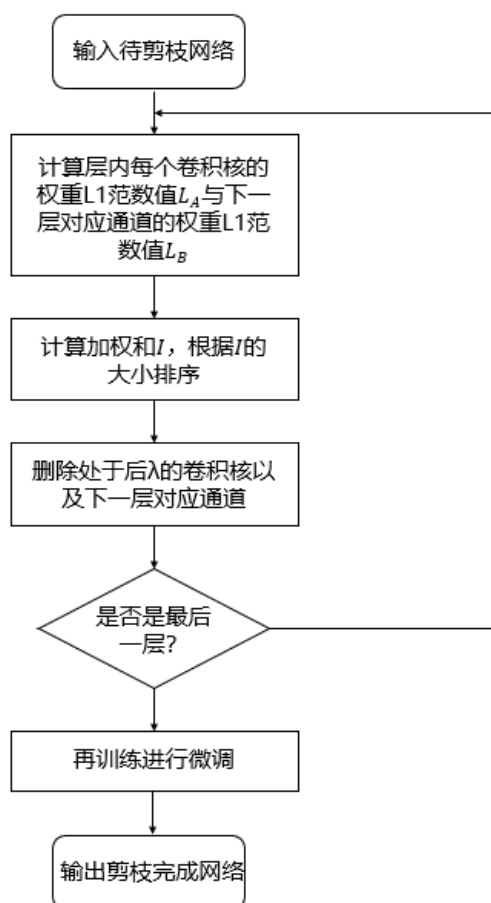 输入待剪枝网络
计算层内每个卷积核的
权重L1范数值L_A与下一
层对应通道的权重L1范
数值L_B
计算加权和I，根据I的
大小排序
删除处于后λ的卷积核以
及下一层对应通道
是否是最后
一层?
再训练进行微调
输出剪枝完成网络